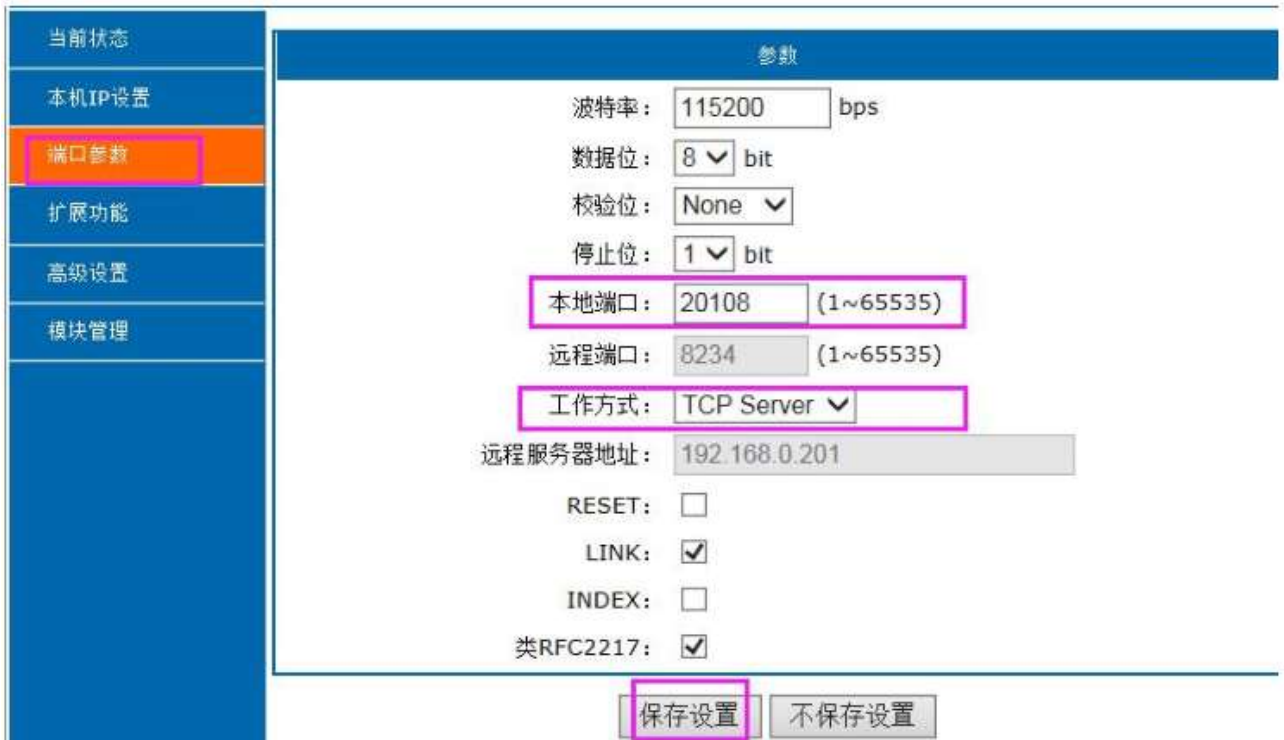 当前状态
本机IP设置
端口参数
扩展功能
高级设置
模块管理
参数
波特率： 115200 bps
数据位： 8 bit
校验位： None
停止位： 1 bit
本地端口： 20108 (1~65535)
远程端口： 8234 (1~65535)
工作方式： TCP Server
远程服务器地址： 192.168.0.201
RESET：
LINK：
INDEX：
类RFC2217：
保存设置 不保存设置